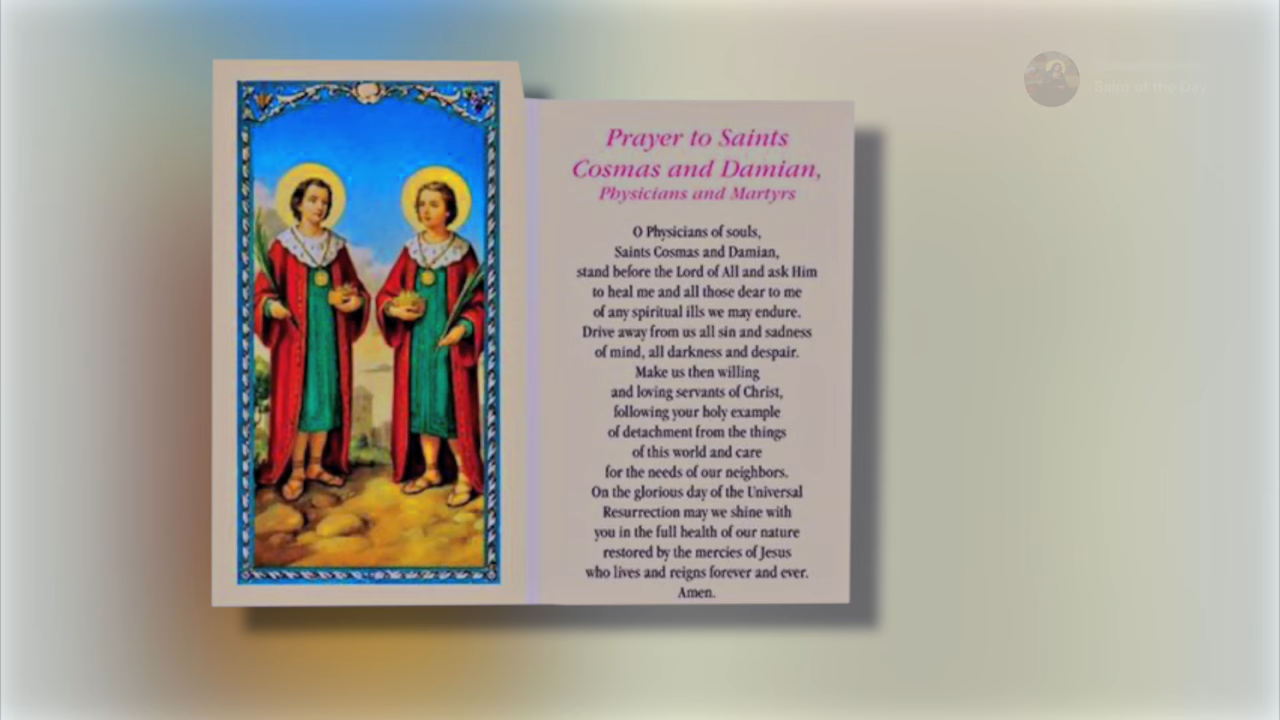 Saint of the Day
Prayer to Saints
Cosmas and Damian,
Physicians and Martyrs
O Physicians of souls,
Saints Cosmas and Damian,
stand before the Lord of All and ask Him
to heal me and all those dear to me
of any spiritual ills we may endure.
Drive away from us all sin and sadness
of mind, all darkness and despair.
Make us then willing
and loving servants of Christ,
following your holy example
of detachment from the things
of this world and care
for the needs of our neighbors.
On the glorious day of the Universal
Resurrection may we shine with
you in the full health of our nature
restored by the mercies of Jesus
who lives and reigns forever and ever.
Amen.